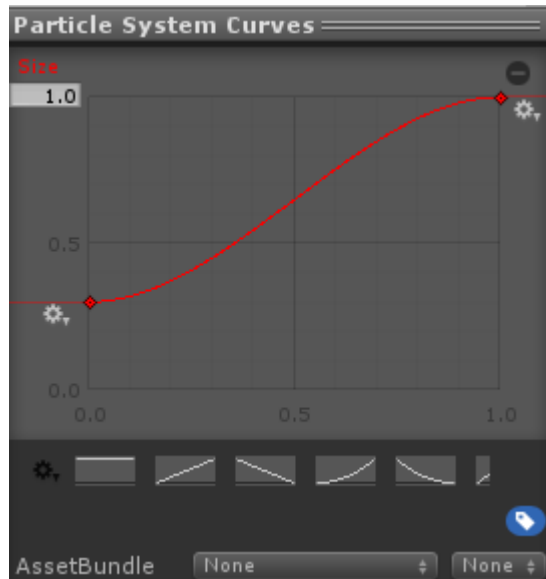 Particle System Curves
Size
1.0
0.5
0.0
0.0 0.5 1.0
AssetBundle None None